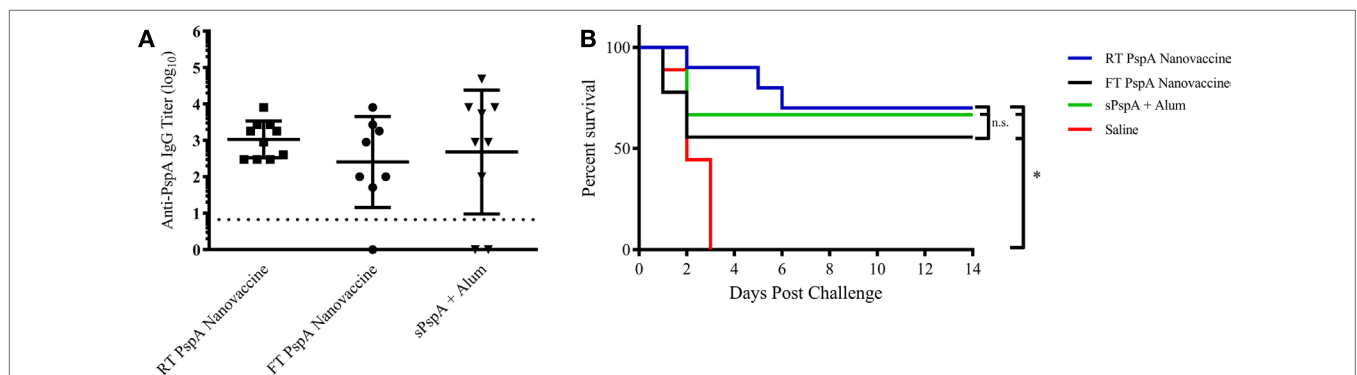 A
Anti-PspA IgG Titer (log10)
6
5
4
3
2
1
0
RT PspA Nanovaccine
FT PspA Nanovaccine
sPspA + Alum
B
Percent survival
100
50
0
0 2 4 6 8 10 12 14
Days Post Challenge
n.s.
*
RT PspA Nanovaccine
FT PspA Nanovaccine
sPspA + Alum
Saline